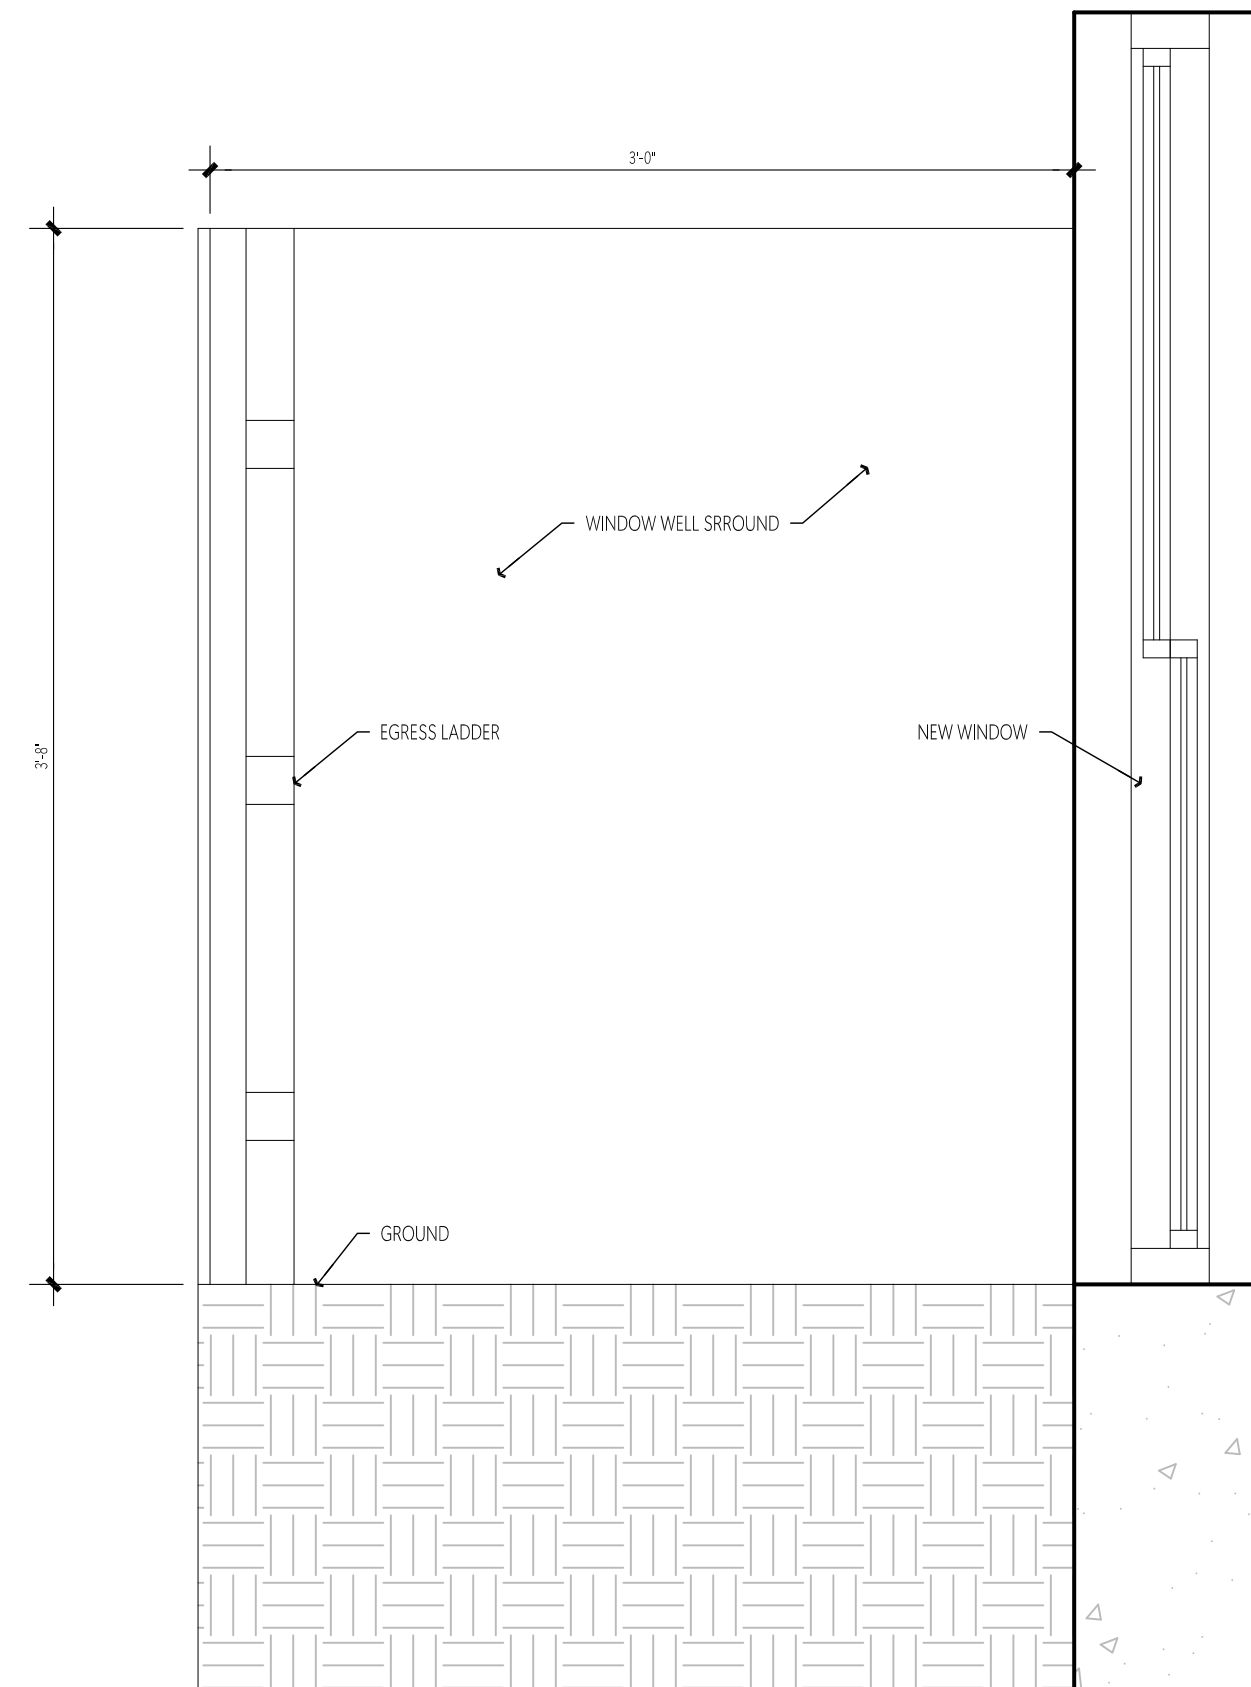 3'-0"
WINDOW WELL SRROUND
EGRESS LADDER
NEW WINDOW
3'-8"
GROUND